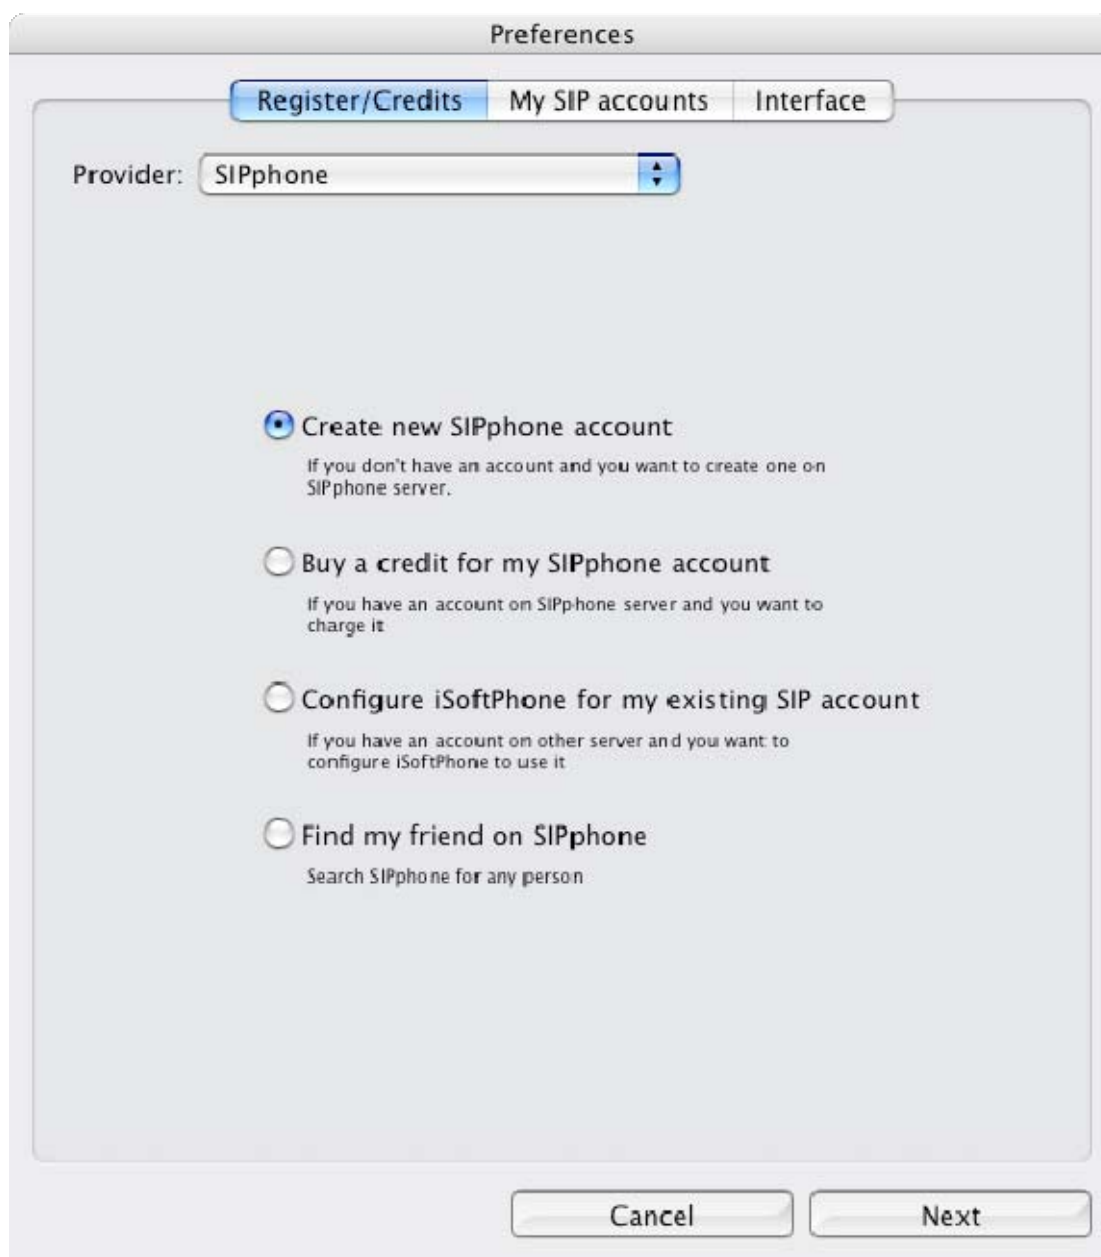 Preferences
Register/Credits My SIP accounts Interface
Provider: SIPphone
Create new SIPphone account
If you don't have an account and you want to create one on
SIPphone server.
Buy a credit for my SIPphone account
If you have an account on SIPphone server and you want to
charge it
Configure iSoftPhone for my existing SIP account
If you have an account on other server and you want to
configure iSoftPhone to use it
Find my friend on SIPphone
Search SIPphone for any person
Cancel Next